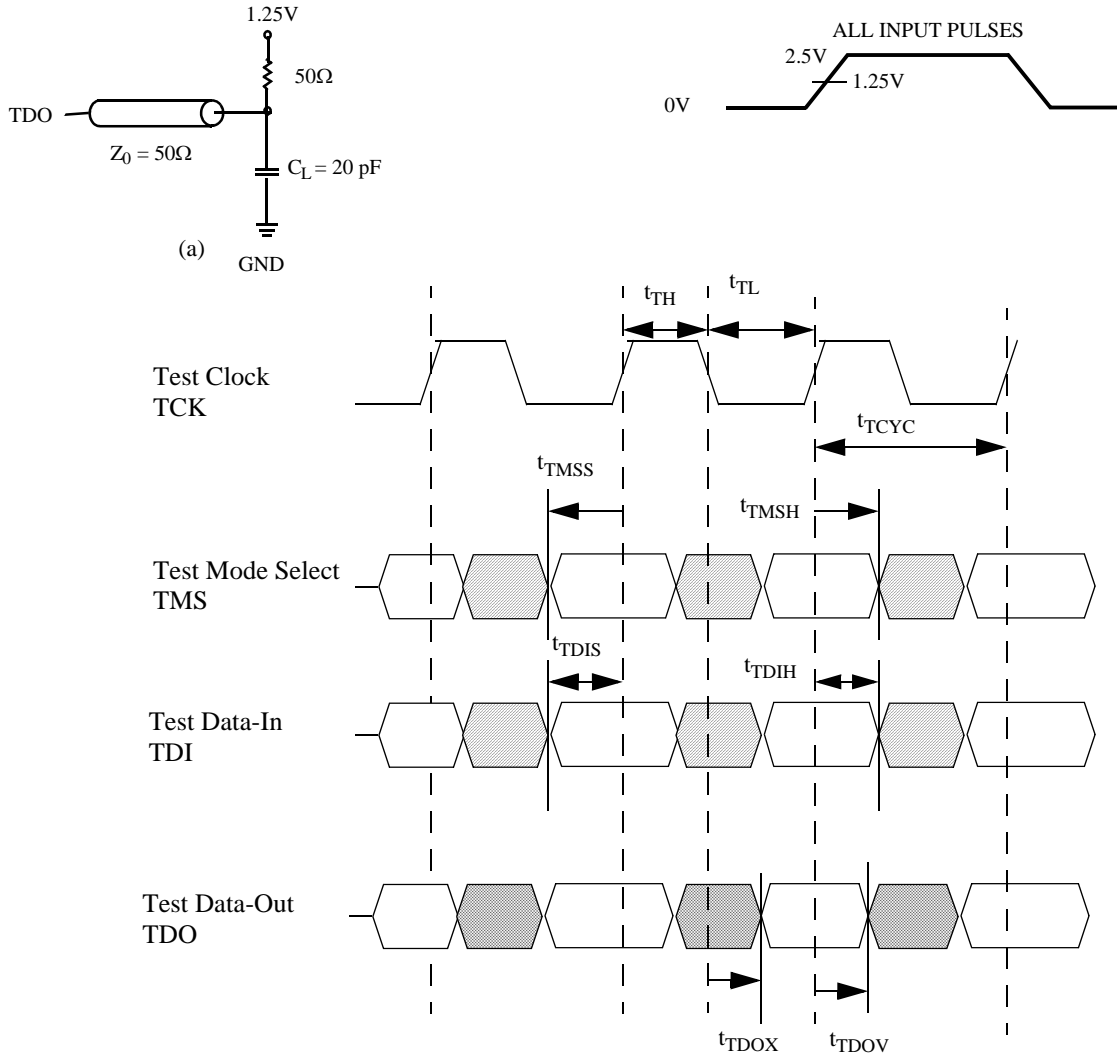 1.25V
50Ω
TDO
Z0 = 50Ω
CL = 20 pF
(a)
GND
ALL INPUT PULSES
2.5V
1.25V
0V
tTH
tTL
Test Clock
TCK
tTCYC
tTMSS
tTMSH
Test Mode Select
TMS
tTDIS
tTDIH
Test Data-In
TDI
Test Data-Out
TDO
tTDOX
tTDOV